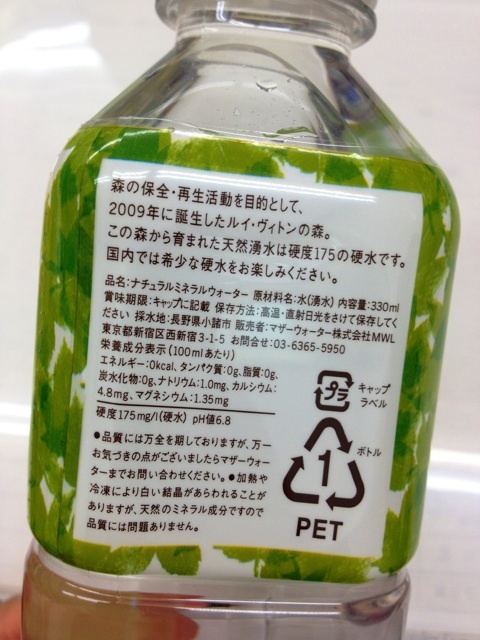 森の保全・再生活動を目的として、
2009年に誕生したルイ・ヴィトンの森。
この森から育まれた天然湧水は硬度175の硬水です。
国内では希少な硬水をお楽しみください。
品名:ナチュラルミネラルウォーター 原材料名:水(湧水) 内容量:330ml
賞味期限:キャップに記載 保存方法:高温・直射日光をさけて保存してく
ださい 採水地:長野県小諸市 販売者:マザーウォーター株式会社MWL
東京都新宿区西新宿3-1-5 お問合せ:03-6365-5950
栄養成分表示(100mlあたり)
エネルギー:0kcal、タンパク質:0g、脂質:0g、
炭水化物:0g、ナトリウム:1.0mg、カルシウム:
4.8mg、マグネシウム:1.35mg
硬度175mg/l(硬水) pH値6.8
●品質には万全を期しておりますが、万一
お気づきの点がございましたらマザーウォー
ターまでお問い合わせください。●加熱や
冷凍により白い結晶があらわれることが
ありますが、天然のミネラル成分ですので
品質には問題ありません。
プラ
キャップ
ラベル
ボトル
1
PET